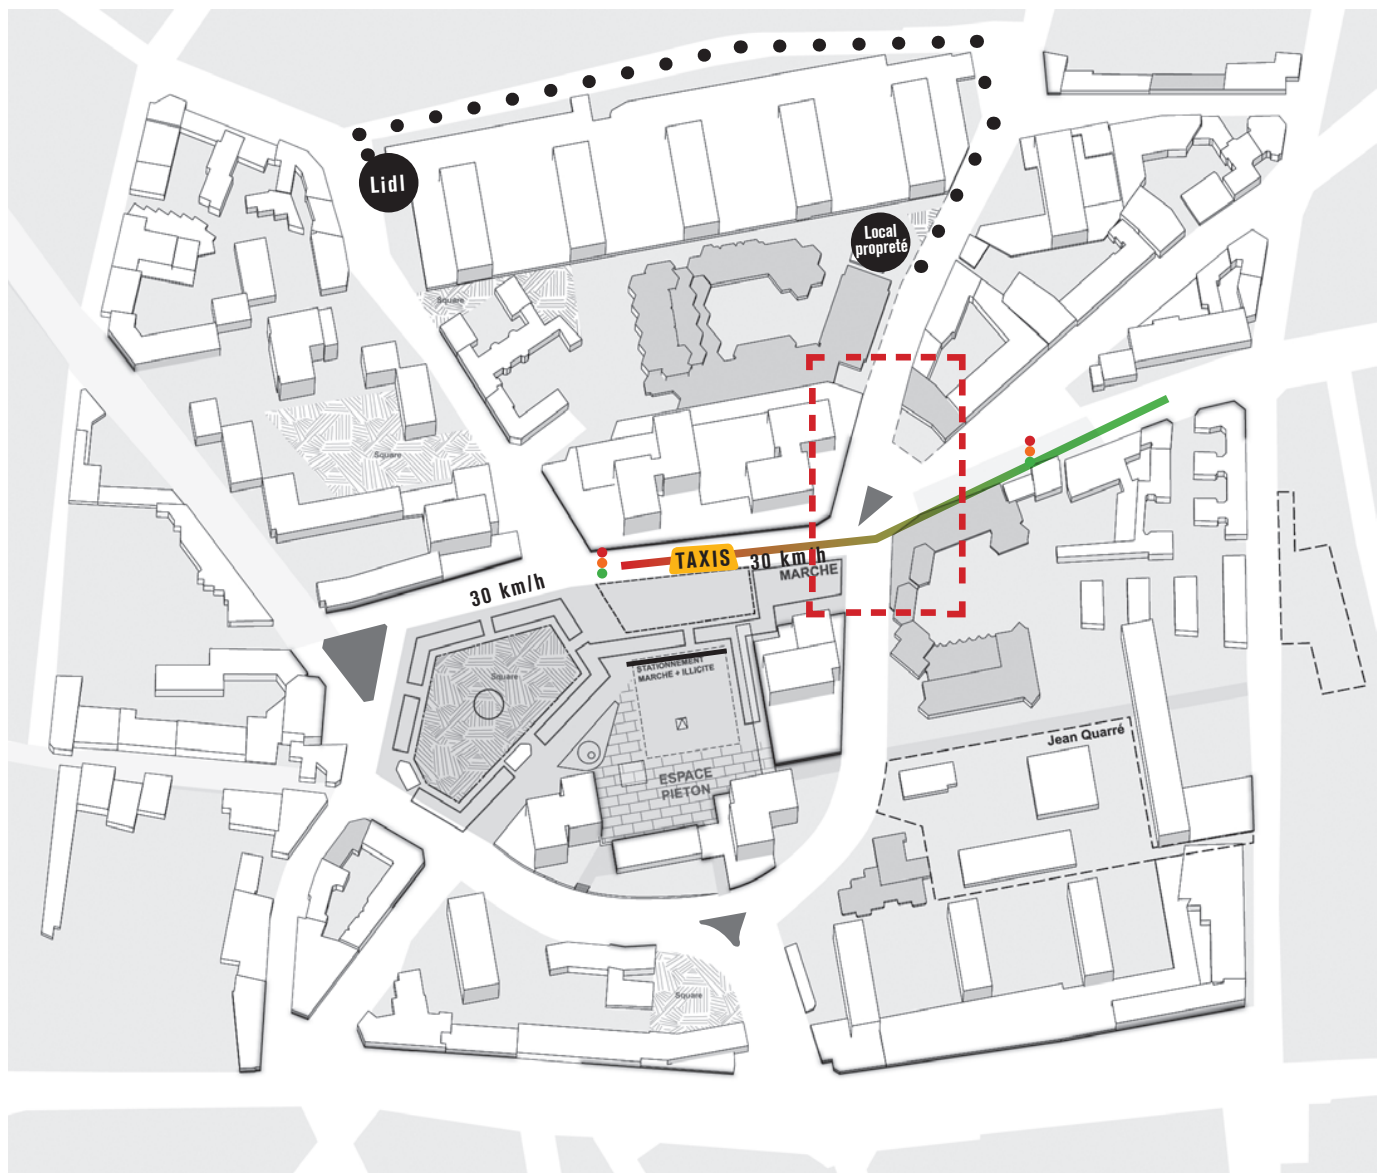 Lidl
Local
propreté
Square
Square
TAXIS
30 km/h
MARCHE
30 km/h
STATIONNEMENT
MARCHE + ILLICITE
Square
Jean Quarré
ESPACE
PIETON
Square